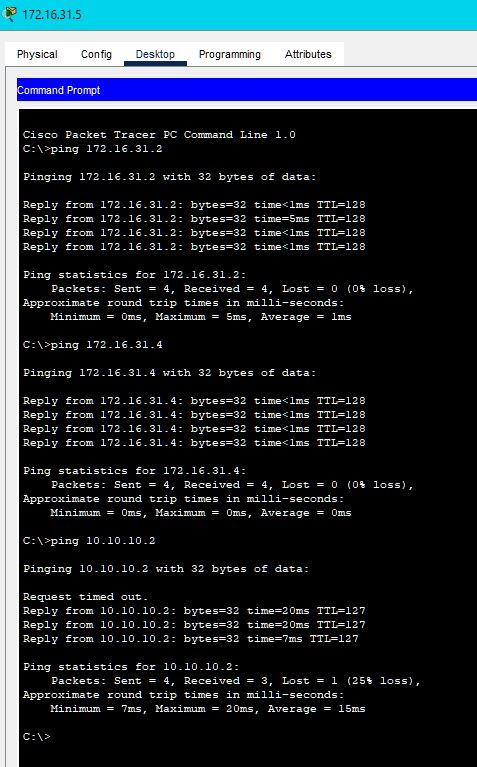 172.16.31.5
Physical Config Desktop Programming Attributes
Command Prompt
Cisco Packet Tracer PC Command Line 1.0
C:\>ping 172.16.31.2
Pinging 172.16.31.2 with 32 bytes of data:
Reply from 172.16.31.2: bytes=32 time<1ms TTL=128
Reply from 172.16.31.2: bytes=32 time=5ms TTL=128
Reply from 172.16.31.2: bytes=32 time<1ms TTL=128
Reply from 172.16.31.2: bytes=32 time<1ms TTL=128
Ping statistics for 172.16.31.2:
Packets: Sent = 4, Received = 4, Lost = 0 (0% loss),
Approximate round trip times in milli-seconds:
Minimum = 0ms, Maximum = 5ms, Average = 1ms
C:\>ping 172.16.31.4
Pinging 172.16.31.4 with 32 bytes of data:
Reply from 172.16.31.4: bytes=32 time<1ms TTL=128
Reply from 172.16.31.4: bytes=32 time<1ms TTL=128
Reply from 172.16.31.4: bytes=32 time<1ms TTL=128
Reply from 172.16.31.4: bytes=32 time<1ms TTL=128
Ping statistics for 172.16.31.4:
Packets: Sent = 4, Received = 4, Lost = 0 (0% loss),
Approximate round trip times in milli-seconds:
Minimum = 0ms, Maximum = 0ms, Average = 0ms
C:\>ping 10.10.10.2
Pinging 10.10.10.2 with 32 bytes of data:
Request timed out.
Reply from 10.10.10.2: bytes=32 time=20ms TTL=127
Reply from 10.10.10.2: bytes=32 time=20ms TTL=127
Reply from 10.10.10.2: bytes=32 time=7ms TTL=127
Ping statistics for 10.10.10.2:
Packets: Sent = 4, Received = 3, Lost = 1 (25% loss),
Approximate round trip times in milli-seconds:
Minimum = 7ms, Maximum = 20ms, Average = 15ms
C:\>